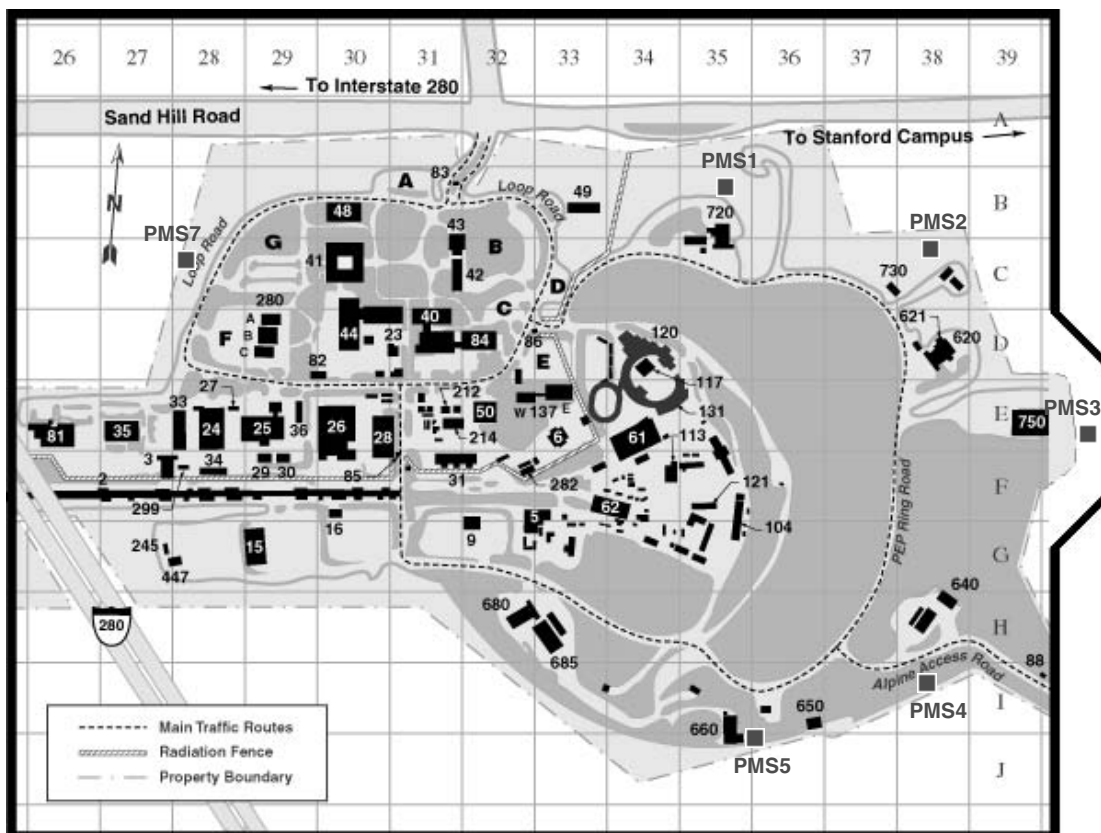 26 27 28 29 30 31 32 33 34 35 36 37 38 39
To Interstate 280
Sand Hill Road
A
To Stanford Campus
N
PMS1
83
A
49
Loop Road
B
48
43
720
PMS2
PMS7
Loop Road
G
B
41
42
730
C
280
D
C
A
40
621
F
B
44
23
84
86
120
620
C
82
E
D
117
27
212
131
33
W
137
E
E
PMS3
36
50
113
750
81
35
24
25
26
28
214
6
61
3
34
29
30
85
31
282
121
F
2
299
62
16
5
104
PEP Ring Road
9
15
G
245
447
640
680
H
280
685
88
Alpine Access Road
I
PMS4
650
660
Main Traffic Routes
Radiation Fence
Property Boundary
PMS5
J